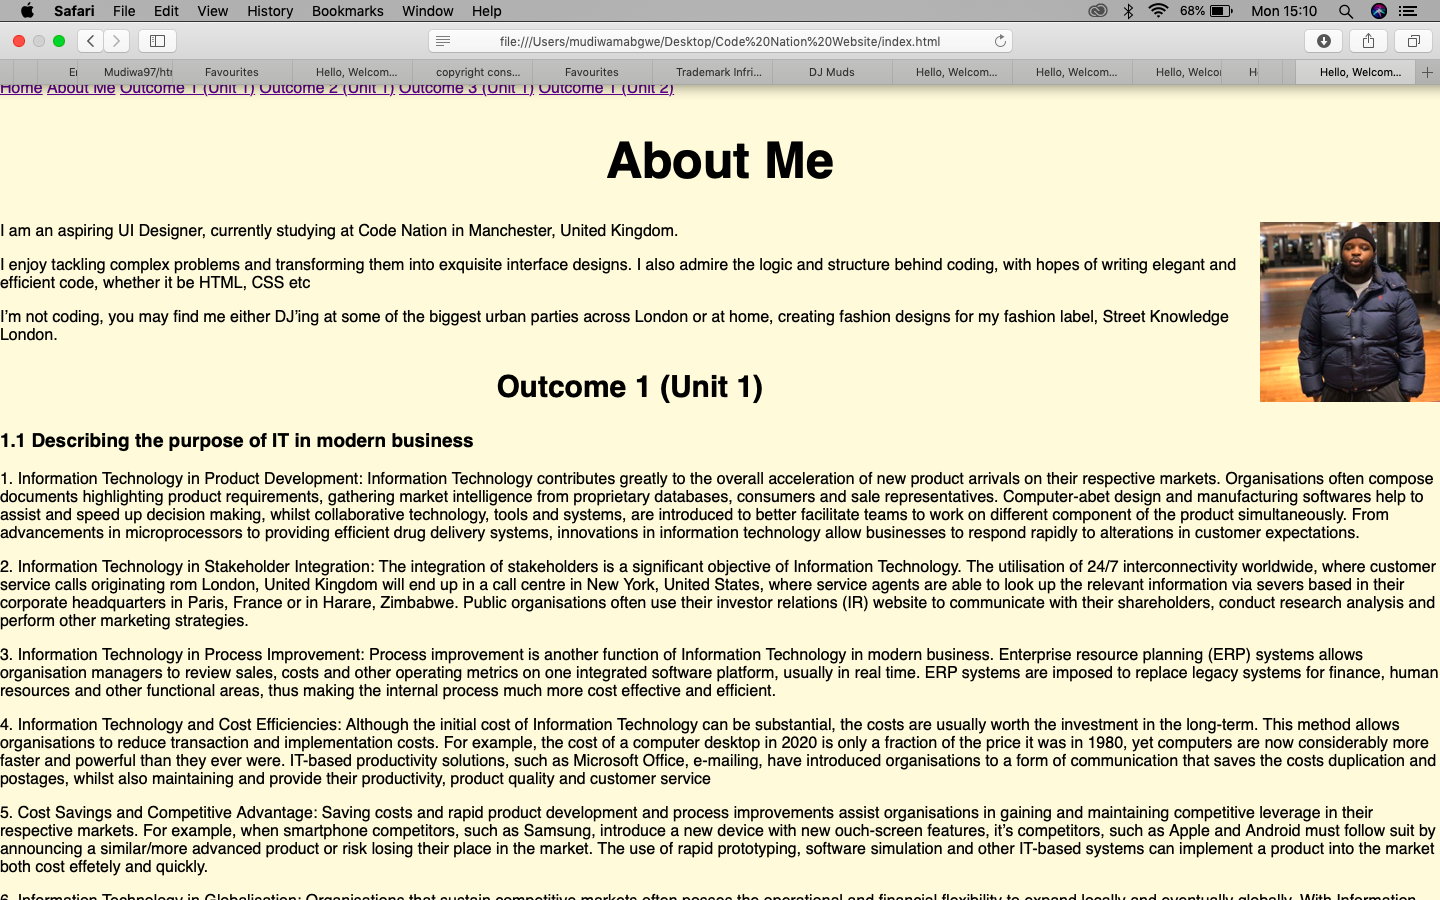 Safari File Edit View History Bookmarks Window Help 68% Mon 15:10
file:///Users/mudiwamabgwe/Desktop/Code%20Nation%20Website/index.html
Mudiwa97/htr Favourites Hello, Welcom... copyright cons... Favourites Trademark Infri... DJ Muds Hello, Welcom... Hello, Welcom... Hello, Welcor Hello, Welcom...
Home About Me Outcome 1 (Unit 1) Outcome 2 (Unit 1) Outcome 3 (Unit 1) Outcome 1 (Unit 2)
About Me
I am an aspiring UI Designer, currently studying at Code Nation in Manchester, United Kingdom.
I enjoy tackling complex problems and transforming them into exquisite interface designs. I also admire the logic and structure behind coding, with hopes of writing elegant and
efficient code, whether it be HTML, CSS etc
I’m not coding, you may find me either DJ’ing at some of the biggest urban parties across London or at home, creating fashion designs for my fashion label, Street Knowledge
London.
Outcome 1 (Unit 1)
1.1 Describing the purpose of IT in modern business
1. Information Technology in Product Development: Information Technology contributes greatly to the overall acceleration of new product arrivals on their respective markets. Organisations often compose
documents highlighting product requirements, gathering market intelligence from proprietary databases, consumers and sale representatives. Computer-abet design and manufacturing softwares help to
assist and speed up decision making, whilst collaborative technology, tools and systems, are introduced to better facilitate teams to work on different component of the product simultaneously. From
advancements in microprocessors to providing efficient drug delivery systems, innovations in information technology allow businesses to respond rapidly to alterations in customer expectations.
2. Information Technology in Stakeholder Integration: The integration of stakeholders is a significant objective of Information Technology. The utilisation of 24/7 interconnectivity worldwide, where customer
service calls originating rom London, United Kingdom will end up in a call centre in New York, United States, where service agents are able to look up the relevant information via severs based in their
corporate headquarters in Paris, France or in Harare, Zimbabwe. Public organisations often use their investor relations (IR) website to communicate with their shareholders, conduct research analysis and
perform other marketing strategies.
3. Information Technology in Process Improvement: Process improvement is another function of Information Technology in modern business. Enterprise resource planning (ERP) systems allows
organisation managers to review sales, costs and other operating metrics on one integrated software platform, usually in real time. ERP systems are imposed to replace legacy systems for finance, human
resources and other functional areas, thus making the internal process much more cost effective and efficient.
4. Information Technology and Cost Efficiencies: Although the initial cost of Information Technology can be substantial, the costs are usually worth the investment in the long-term. This method allows
organisations to reduce transaction and implementation costs. For example, the cost of a computer desktop in 2020 is only a fraction of the price it was in 1980, yet computers are now considerably more
faster and powerful than they ever were. IT-based productivity solutions, such as Microsoft Office, e-mailing, have introduced organisations to a form of communication that saves the costs duplication and
postages, whilst also maintaining and provide their productivity, product quality and customer service
5. Cost Savings and Competitive Advantage: Saving costs and rapid product development and process improvements assist organisations in gaining and maintaining competitive leverage in their
respective markets. For example, when smartphone competitors, such as Samsung, introduce a new device with new ouch-screen features, it’s competitors, such as Apple and Android must follow suit by
announcing a similar/more advanced product or risk losing their place in the market. The use of rapid prototyping, software simulation and other IT-based systems can implement a product into the market
both cost effetely and quickly.
6. Information Technology in Globalisation: Organisations that sustain competitive markets often posses the operational and financial flexibility to expand locally and eventually globally. With Information